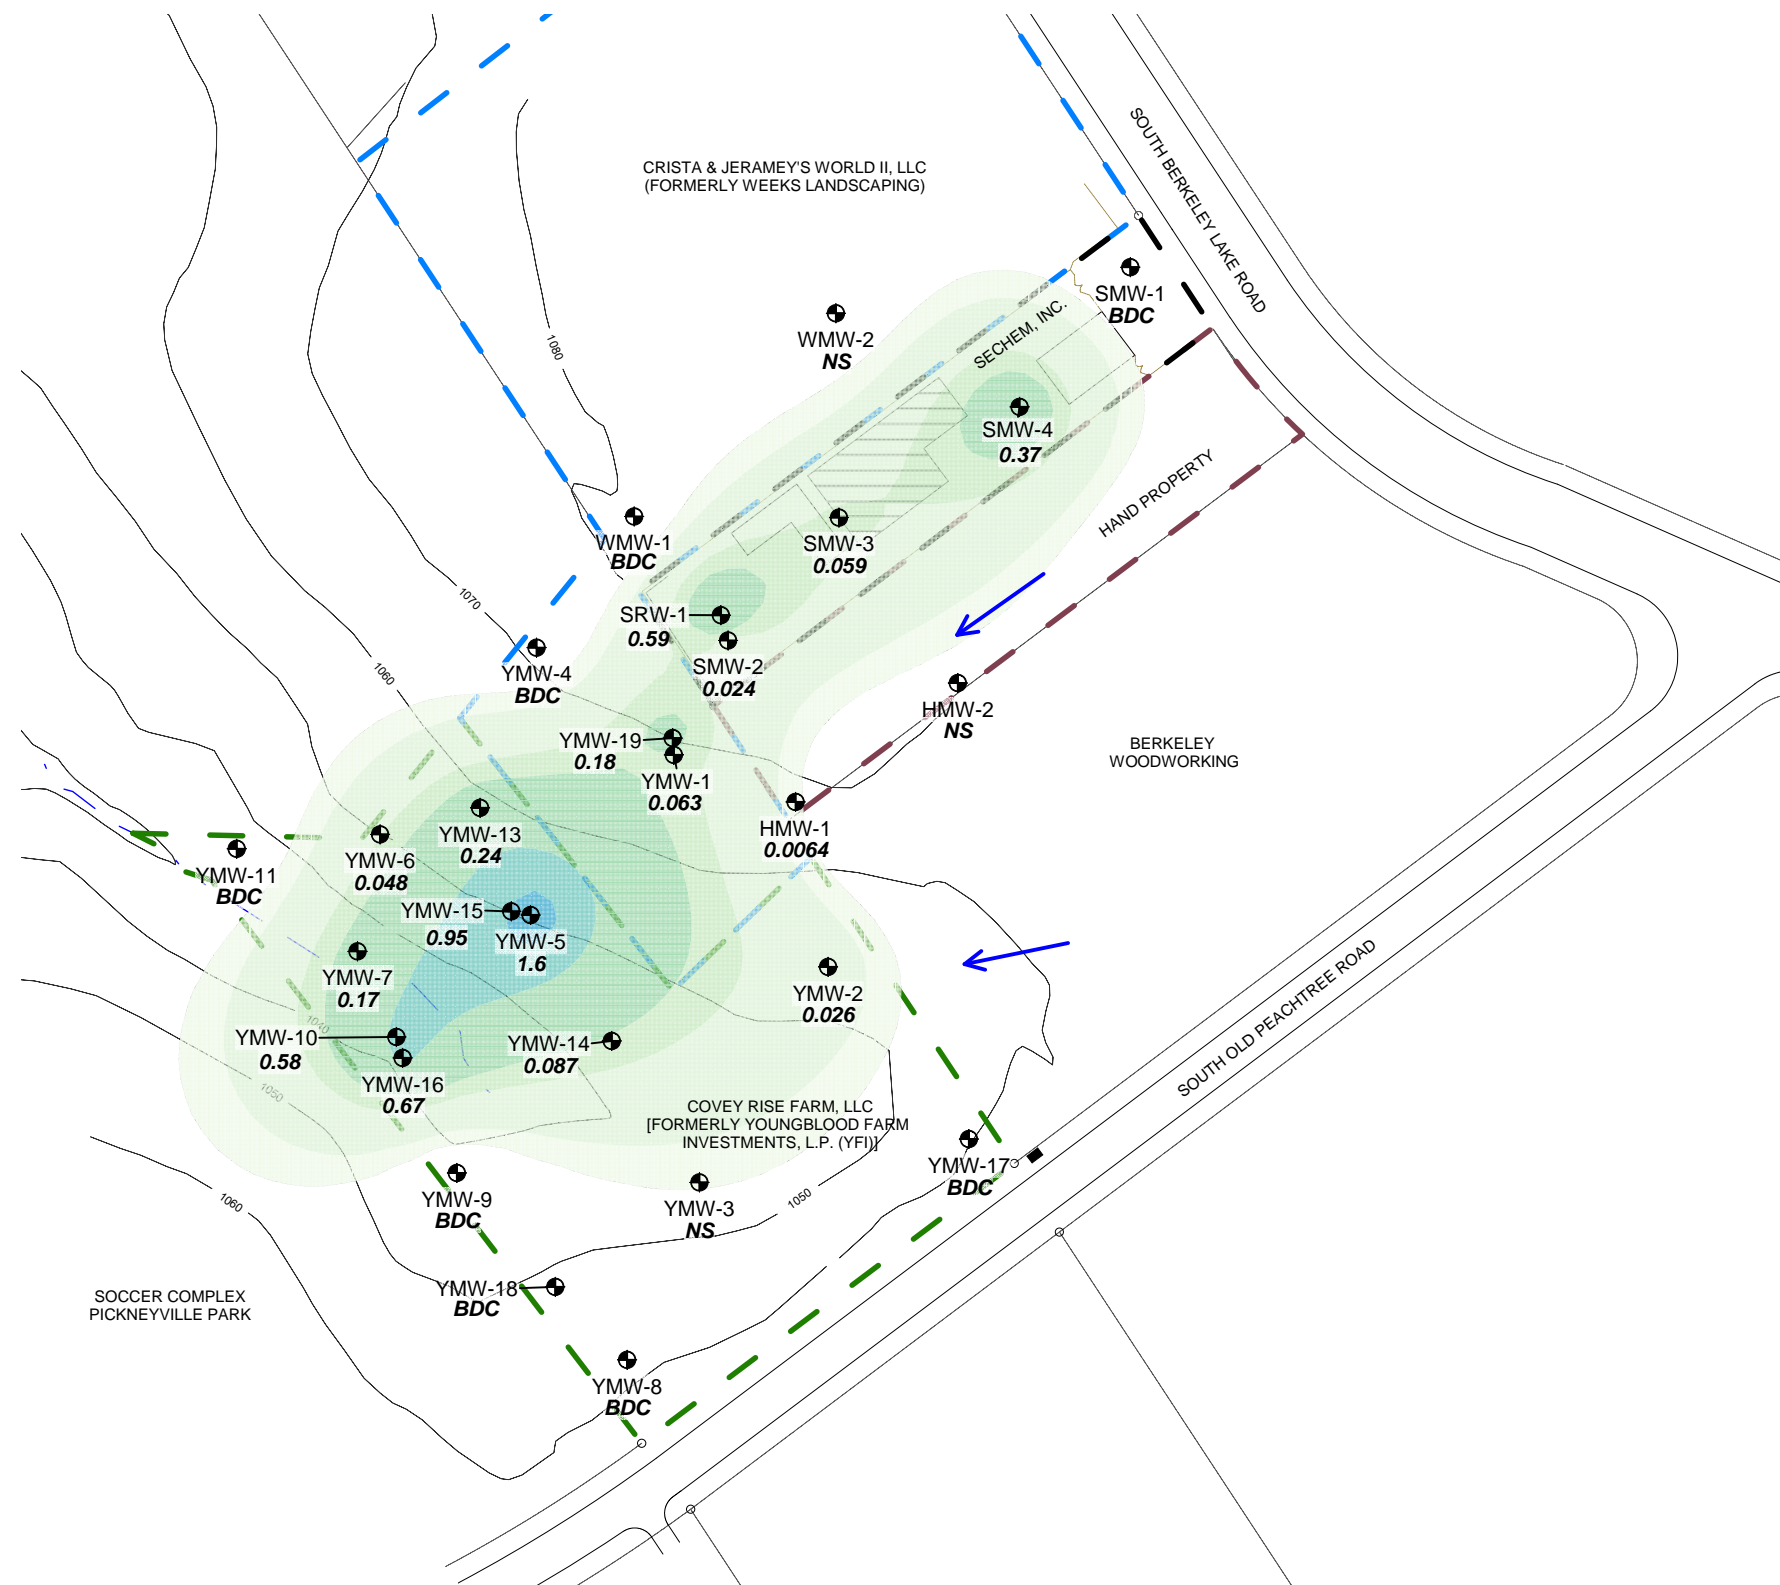 CRISTA & JERAMEY'S WORLD II, LLC
(FORMERLY WEEKS LANDSCAPING)
SOUTH BERKELEY LAKE ROAD
SMW-1
BDC
WMW-2
NS
SECHEM, INC.
1080
SMW-4
0.37
HAND PROPERTY
WMW-1
BDC
SMW-3
0.059
1070
SRW-1
0.59
SMW-2
0.024
1060
YMW-4
BDC
HMW-2
NS
YMW-19
0.18
YMW-1
0.063
BERKELEY
WOODWORKING
YMW-13
0.24
HMW-1
0.0064
YMW-6
0.048
YMW-11
BDC
YMW-15
0.95
YMW-5
1.6
YMW-7
0.17
YMW-2
0.026
SOUTH OLD PEACHTREE ROAD
1040
YMW-10
0.58
YMW-14
0.087
1050
YMW-16
0.67
COVEY RISE FARM, LLC
[FORMERLY YOUNGBLOOD FARM
INVESTMENTS, L.P. (YFI)]
YMW-17
BDC
YMW-9
BDC
YMW-3
NS
1050
1060
YMW-18
BDC
SOCCER COMPLEX
PICKNEYVILLE PARK
YMW-8
BDC